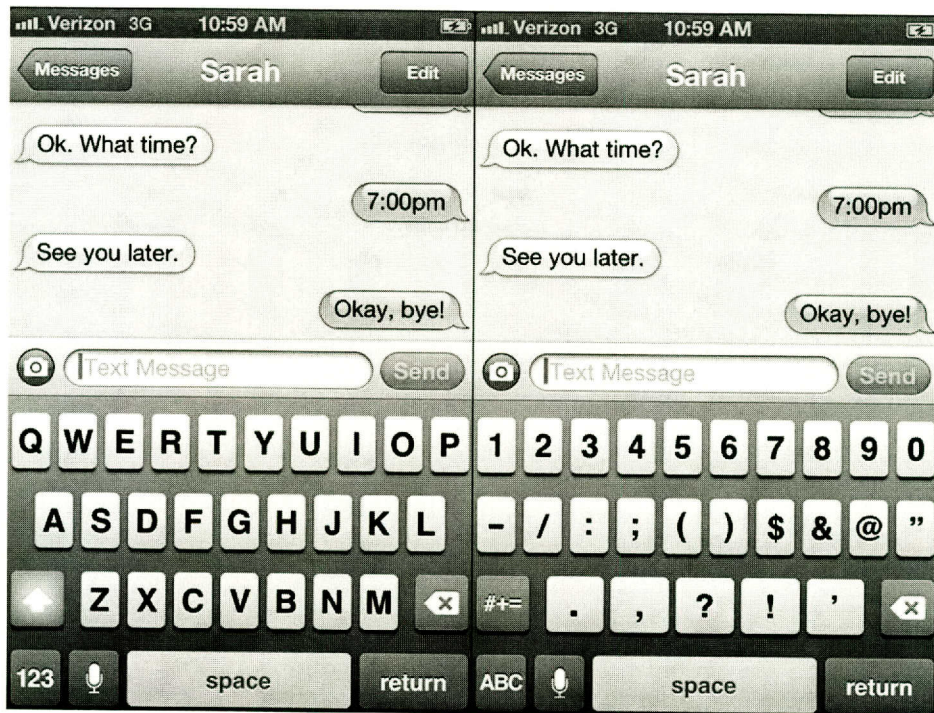 Verizon 3G 10:59 AM
Messages Sarah Edit
Ok. What time?
7:00pm
See you later.
Okay, bye!
Text Message Send
Q W E R T Y U I O P
A S D F G H J K L
Z X C V B N M
123 space return
Verizon 3G 10:59 AM
Messages Sarah Edit
Ok. What time?
7:00pm
See you later.
Okay, bye!
Text Message Send
1 2 3 4 5 6 7 8 9 0
- / : ; ( ) $ & @ ”
#+= . , ? ! ’
ABC space return